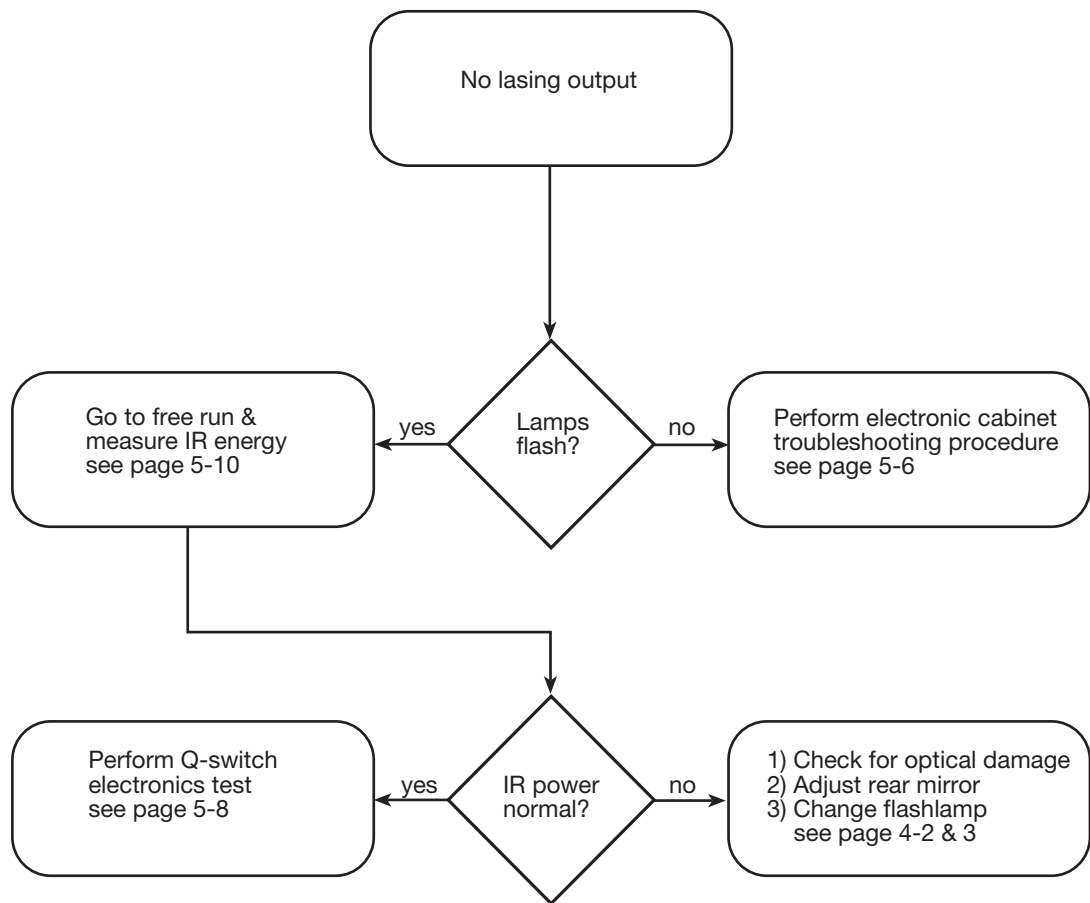 No lasing output
Lamps
flash?
yes
no
Go to free run &
measure IR energy
see page 5-10
Perform electronic cabinet
troubleshooting procedure
see page 5-6
IR power
normal?
yes
no
Perform Q-switch
electronics test
see page 5-8
1) Check for optical damage
2) Adjust rear mirror
3) Change flashlamp
see page 4-2 & 3